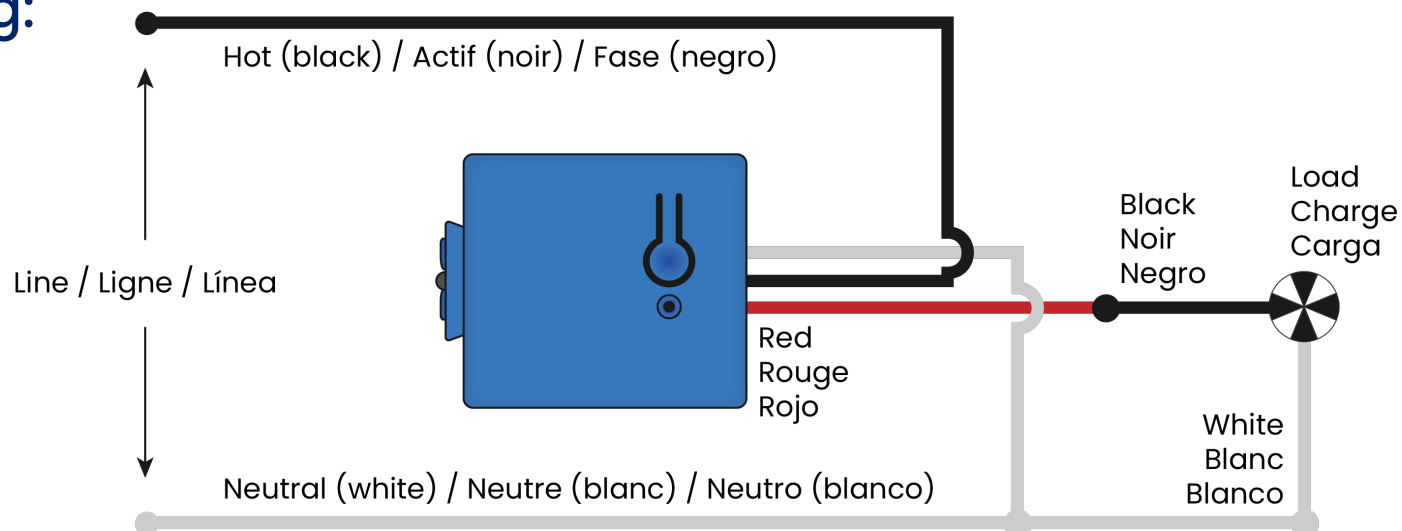 g:
Hot (black) / Actif (noir) / Fase (negro)
Load
Charge
Carga
Black
Noir
Negro
Line / Ligne / Línea
Red
Rouge
Rojo
White
Blanc
Blanco
Neutral (white) / Neutre (blanc) / Neutro (blanco)